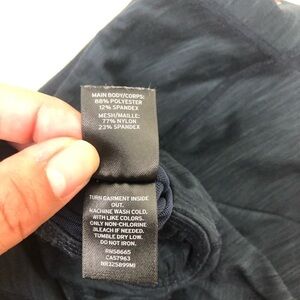 MAIN BODY/CORPS:
88% POLYESTER
12% SPANDEX
MESH/MAILLE:
77% NYLON
23% SPANDEX
TURN GARMENT INSIDE
OUT.
MACHINE WASH COLD,
WITH LIKE COLORS.
ONLY NON-CHLORINE
BLEACH IF NEEDED.
TUMBLE DRY LOW.
DO NOT IRON.
RN58665
CA57963
NR325899MI